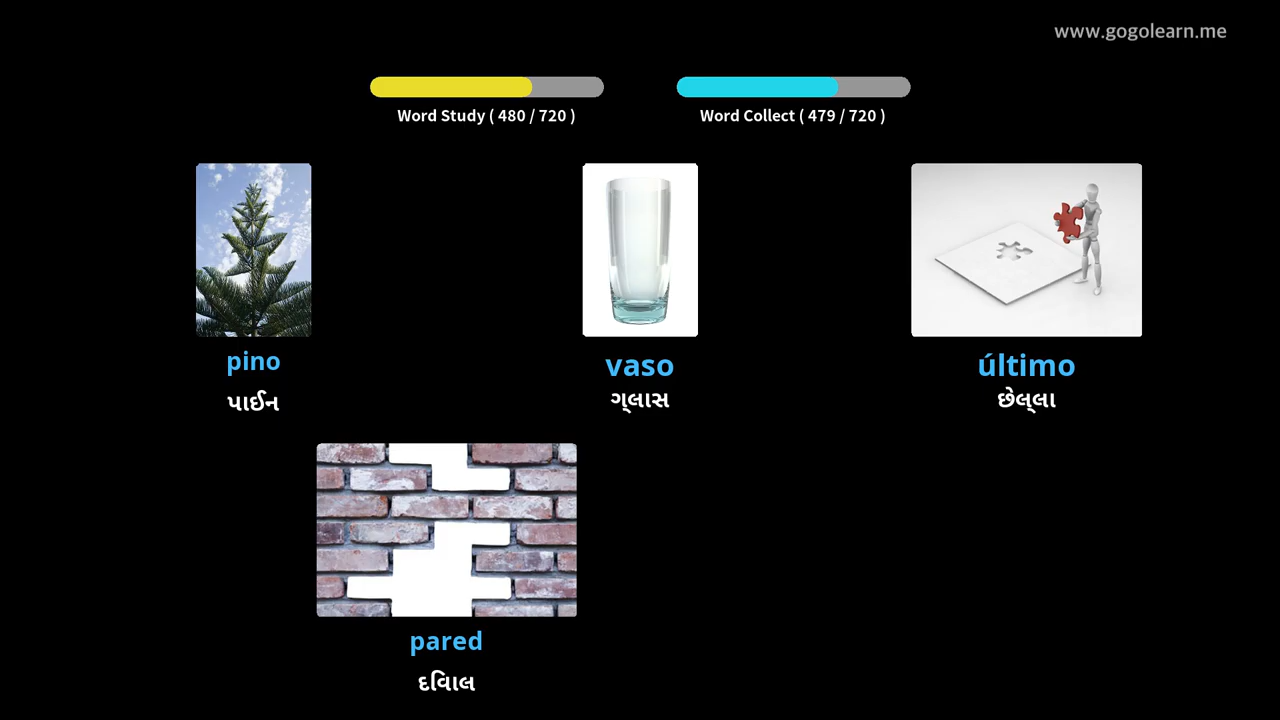 www.gogolearn.me
Word Study ( 480 / 720 )
Word Collect ( 479 / 720 )
pino
પાઈન
vaso
ગ્લાસ
último
છેલ્લા
pared
દિવાલ